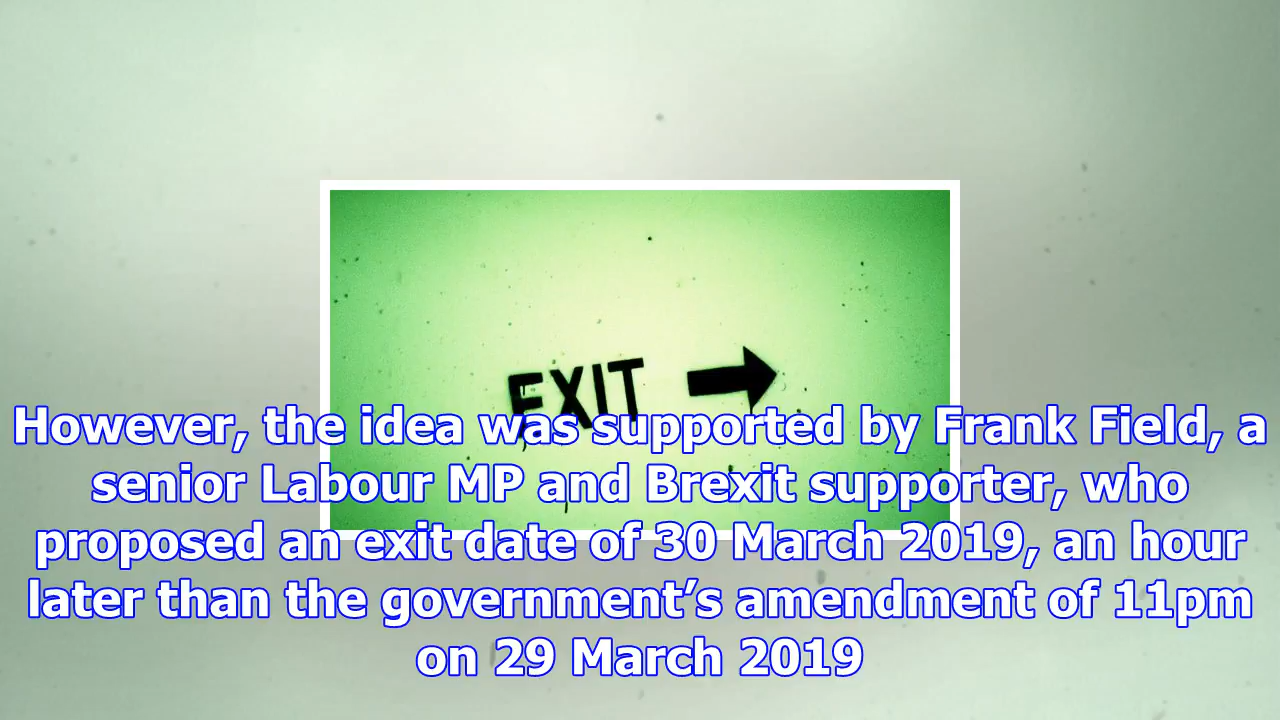 EXIT
However, the idea was supported by Frank Field, a
senior Labour MP and Brexit supporter, who
proposed an exit date of 30 March 2019, an hour
later than the government’s amendment of 11pm
on 29 March 2019